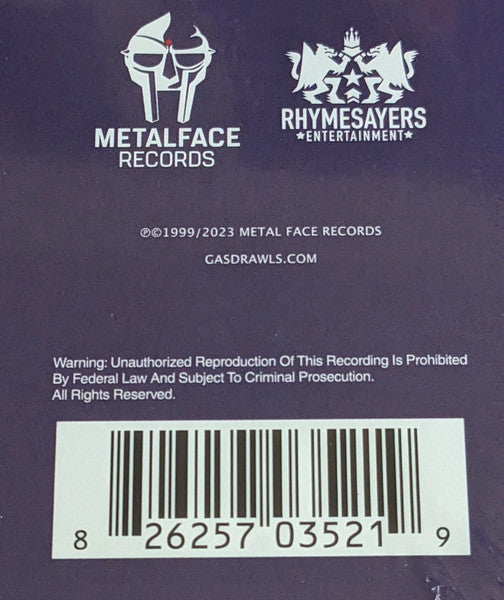 METALFACE
RECORDS
RHYMESAYERS
★ENTERTAINMENT★
℗©1999/2023 METAL FACE RECORDS
GASDRAWLS.COM
Warning: Unauthorized Reproduction Of This Recording Is Prohibited
By Federal Law And Subject To Criminal Prosecution.
All Rights Reserved.
8 26257 03521 9